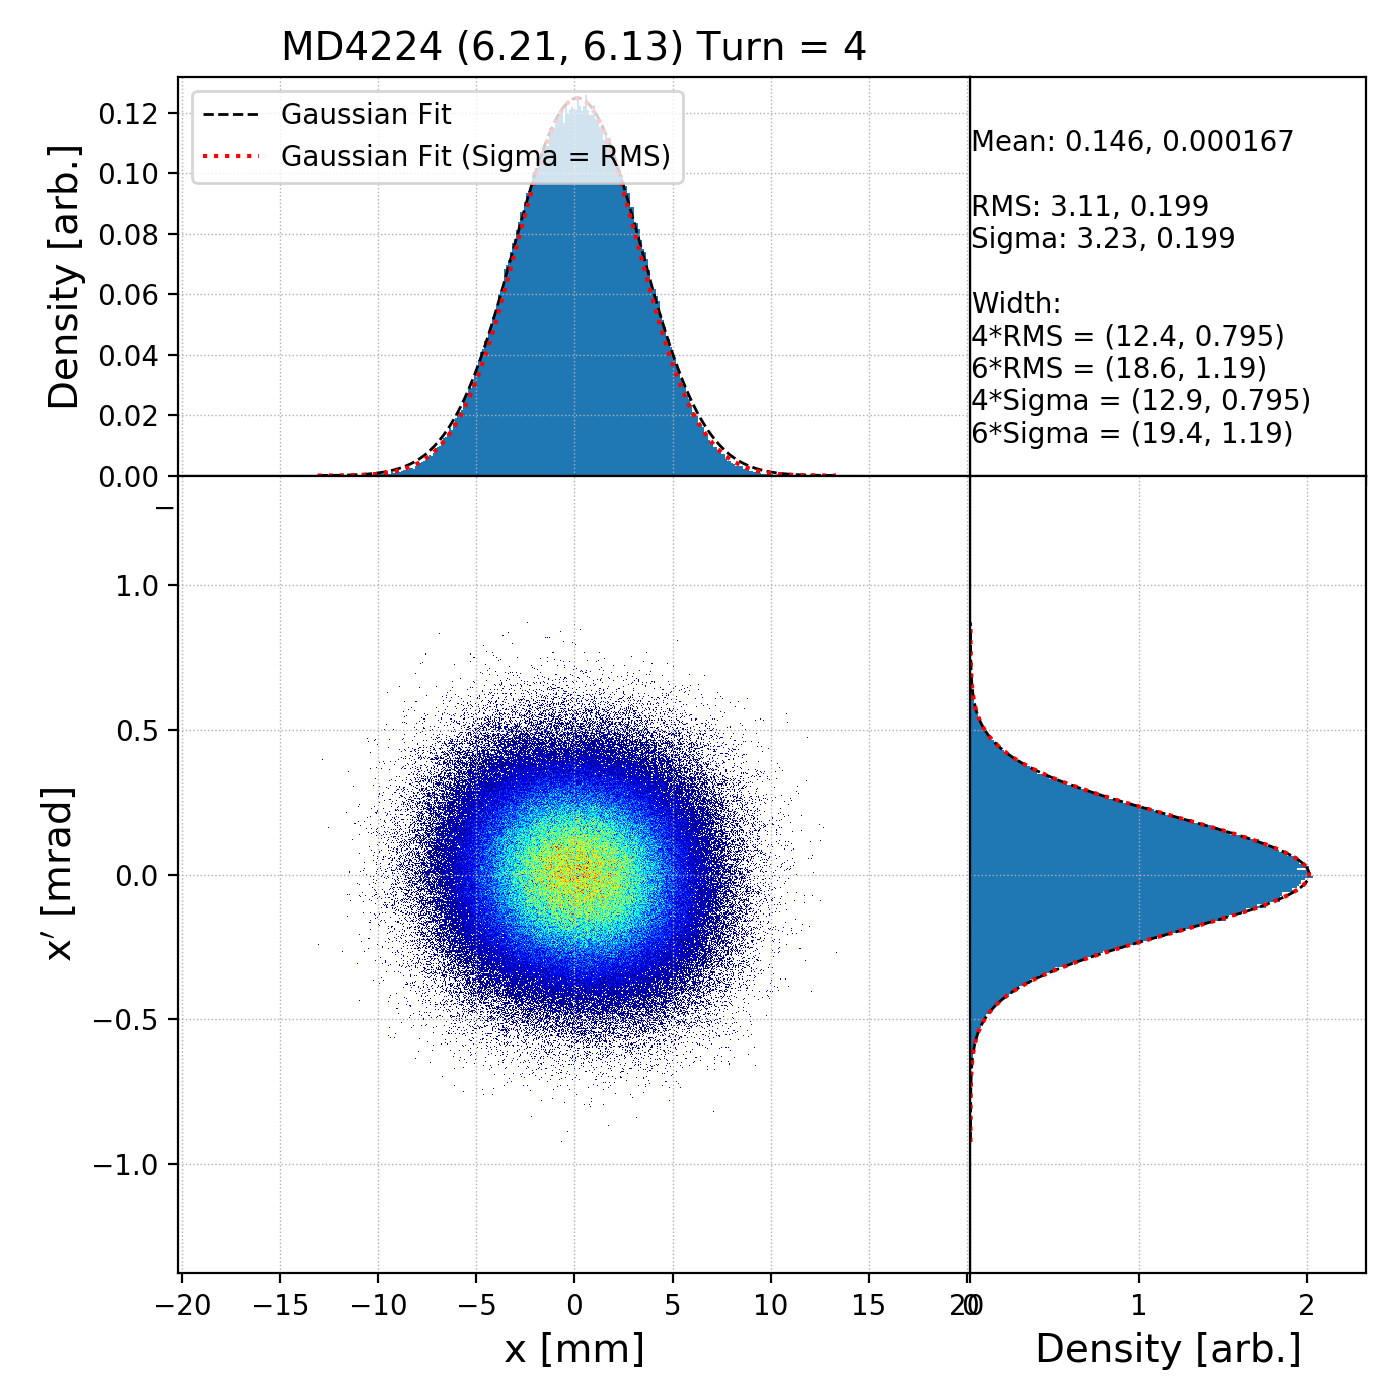 MD4224 (6.21, 6.13) Turn = 4
Gaussian Fit
Gaussian Fit (Sigma = RMS)
0.12
0.10
0.08
0.06
0.04
0.02
0.00
Density [arb.]
Mean: 0.146, 0.000167
RMS: 3.11, 0.199
Sigma: 3.23, 0.199
Width:
4*RMS = (12.4, 0.795)
6*RMS = (18.6, 1.19)
4*Sigma = (12.9, 0.795)
6*Sigma = (19.4, 1.19)
1.0
0.5
0.0
−0.5
−1.0
x′ [mrad]
−20 −15 −10 −5 0 5 10 15 20
0 1 2
x [mm]
Density [arb.]